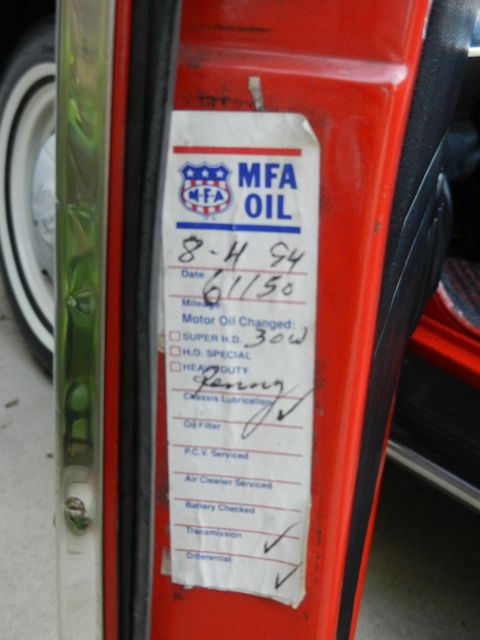 M-F-A
MFA
OIL
8-4 94
Date
61150
Mileage
Motor Oil Changed:
SUPER H.D. 30W
H.D. SPECIAL
HEAVY DUTY
Penny
Chassis Lubrication ✓
Oil Filter
P.C.V. Serviced
Air Cleaner Serviced
Battery Checked
Transmission ✓
Differential ✓